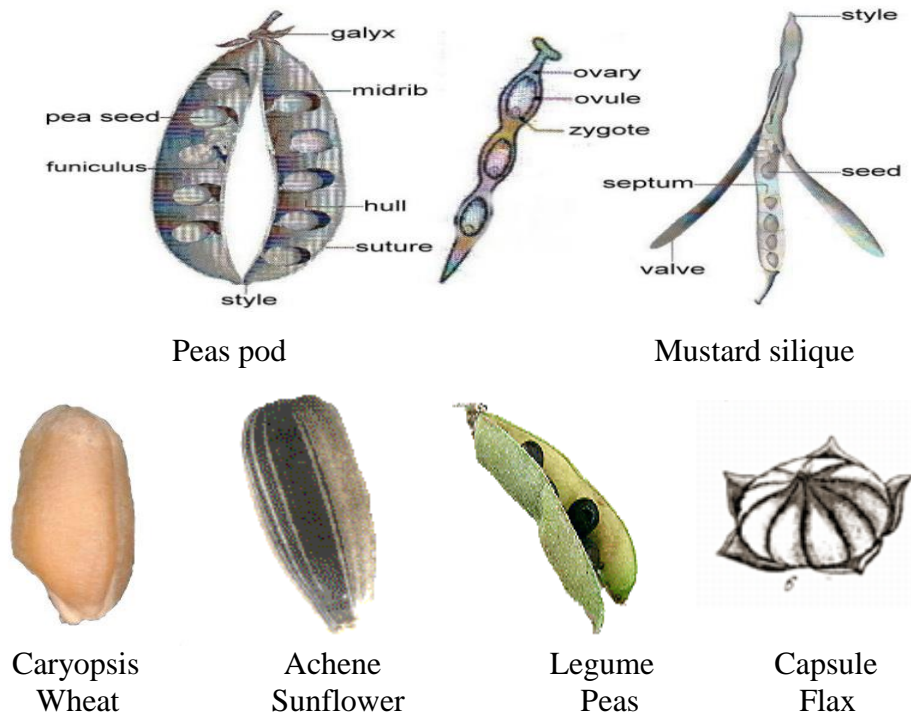 galyx
midrib
pea seed
funiculus
hull
suture
style
ovary
ovule
zygote
style
seed
septum
valve
Peas pod
Mustard silique
6
Caryopsis
Wheat
Achene
Sunflower
Legume
Peas
Capsule
Flax